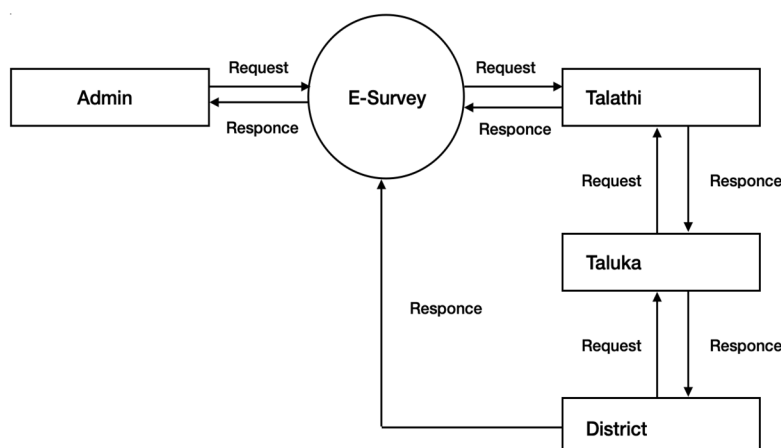 Request
Request
Admin
E-Survey
Talathi
Responce
Responce
Request
Responce
Taluka
Responce
Request
Responce
District